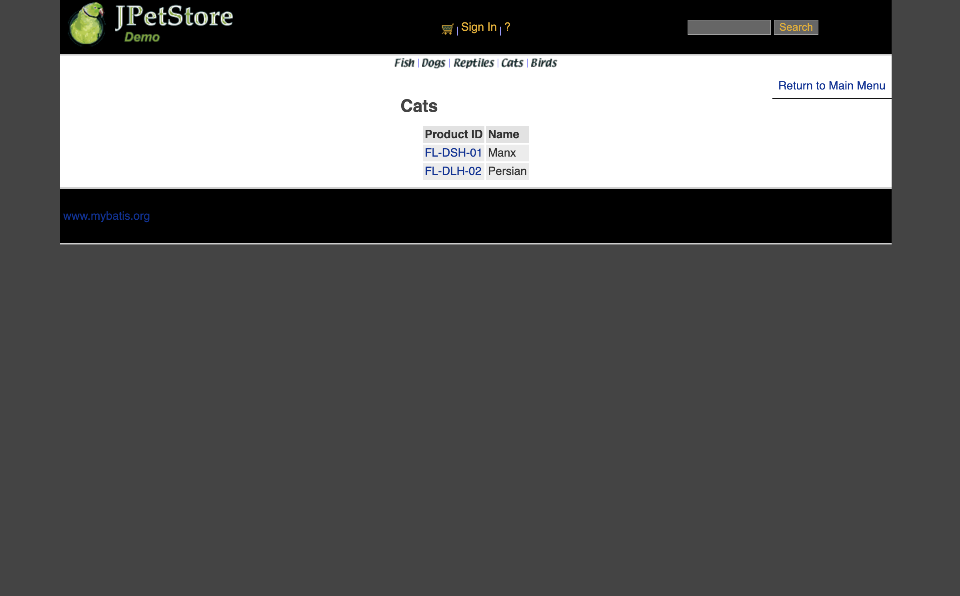 JPetStore
Demo
Sign In | ?
Search
Fish | Dogs | Reptiles | Cats | Birds
Return to Main Menu
Cats
Product ID Name
FL-DSH-01 Manx
FL-DLH-02 Persian
www.mybatis.org